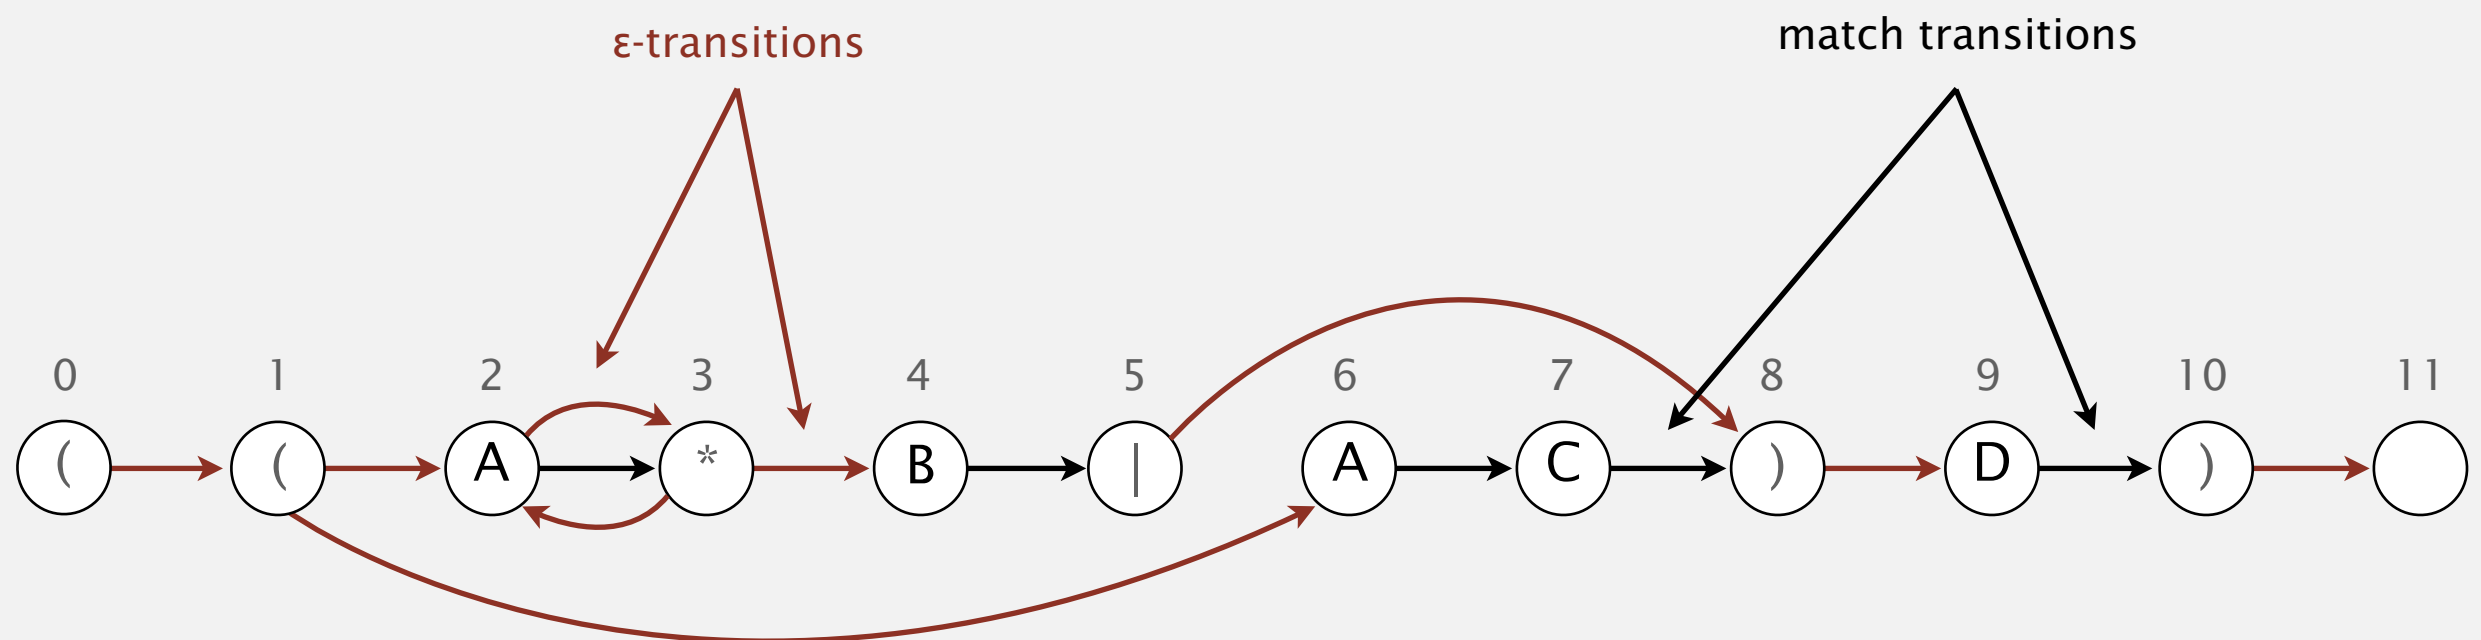 ε-transitions
match transitions
0 1 2 3 4 5 6 7 8 9 10 11
( ( A * B | A C ) D )